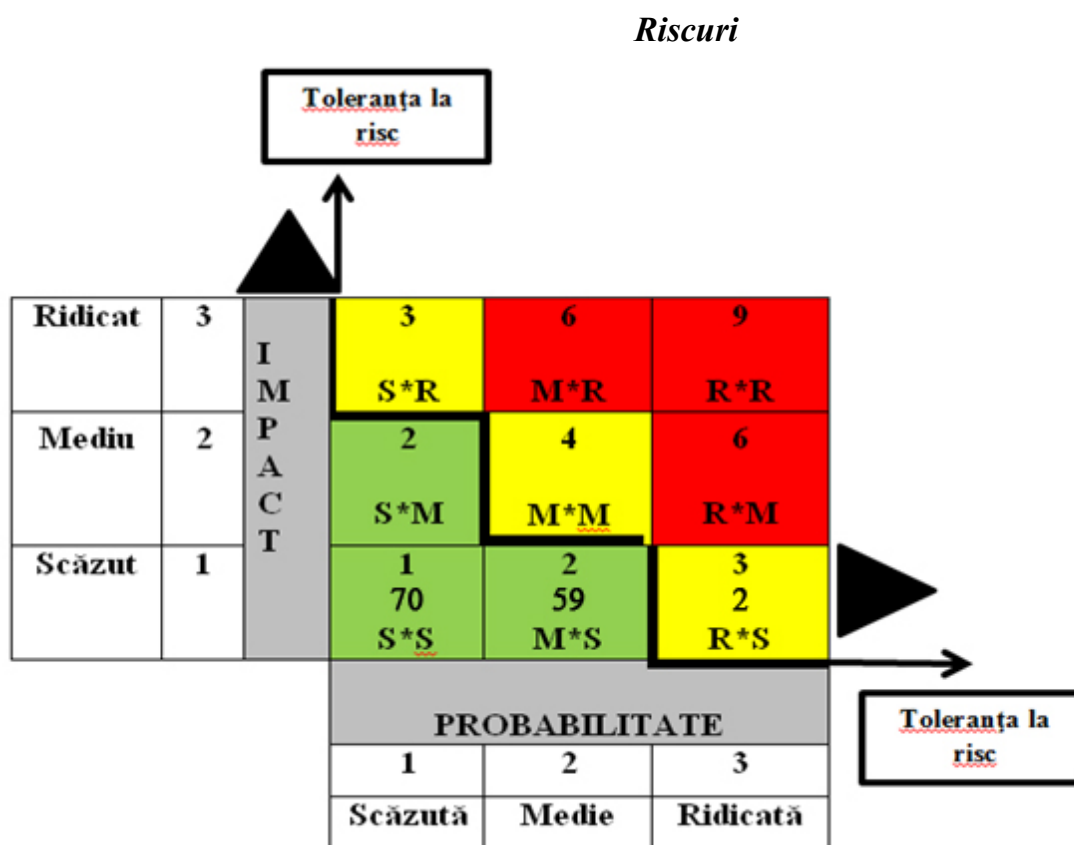 Riscuri
Toleranța la
risc
Ridicat 3 3 6 9
I
M S*R M*R R*R
P
Mediu 2 2 4 6
A
C S*M M*M R*M
T
Scăzut 1 1 2 3
70 59 2
S*S M*S R*S
PROBABILITATE
Toleranța la
risc
1 2 3
Scăzută Medie Ridicată